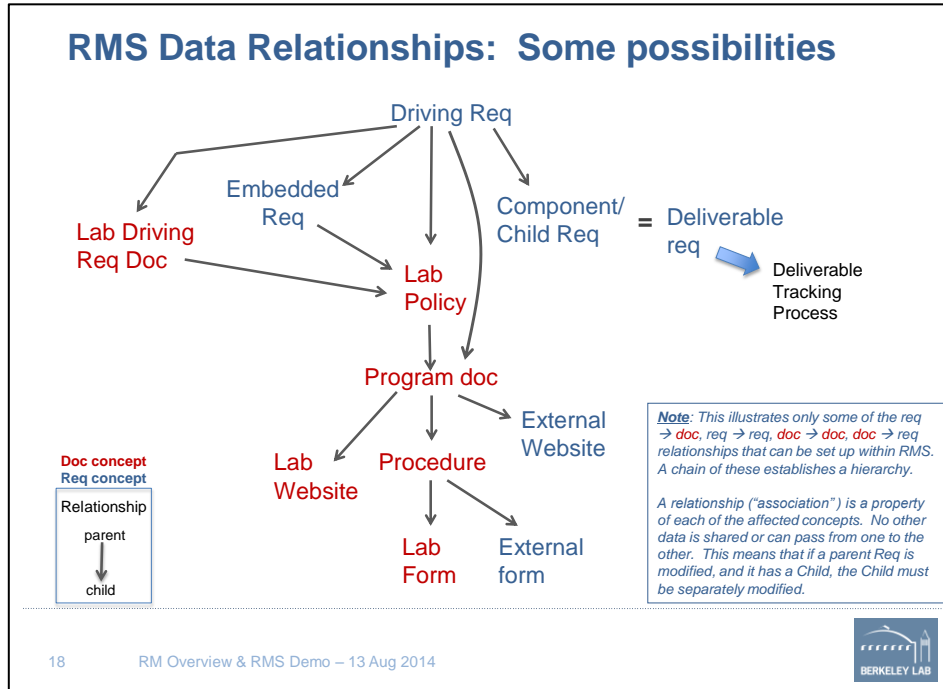 RMS Data Relationships: Some possibilities
Driving Req
Embedded
Req
Component/
Child Req
=
Deliverable
req
Lab Driving
Req Doc
Deliverable
Tracking
Process
Lab
Policy
Program doc
External
Website
Lab
Website
Procedure
Lab
Form
External
form
Doc concept
Req concept
Relationship
parent
child
Note: This illustrates only some of the req
→ doc, req → req, doc → doc, doc → req
relationships that can be set up within RMS.
A chain of these establishes a hierarchy.
A relationship (“association” ) is a property
of each of the affected concepts. No other
data is shared or can pass from one to the
other. This means that if a parent Req is
modified, and it has a Child, the Child must
be separately modified.
18
RM Overview & RMS Demo – 13 Aug 2014
BERKELEY LAB